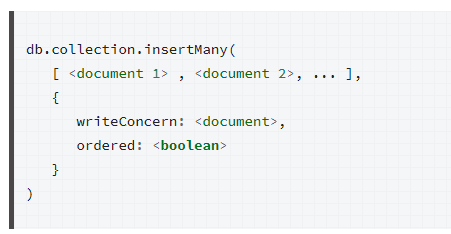 db.collection.insertMany(
   [ <document 1> , <document 2>, ... ],
   {
      writeConcern: <document>,
      ordered: <boolean>
   }
)